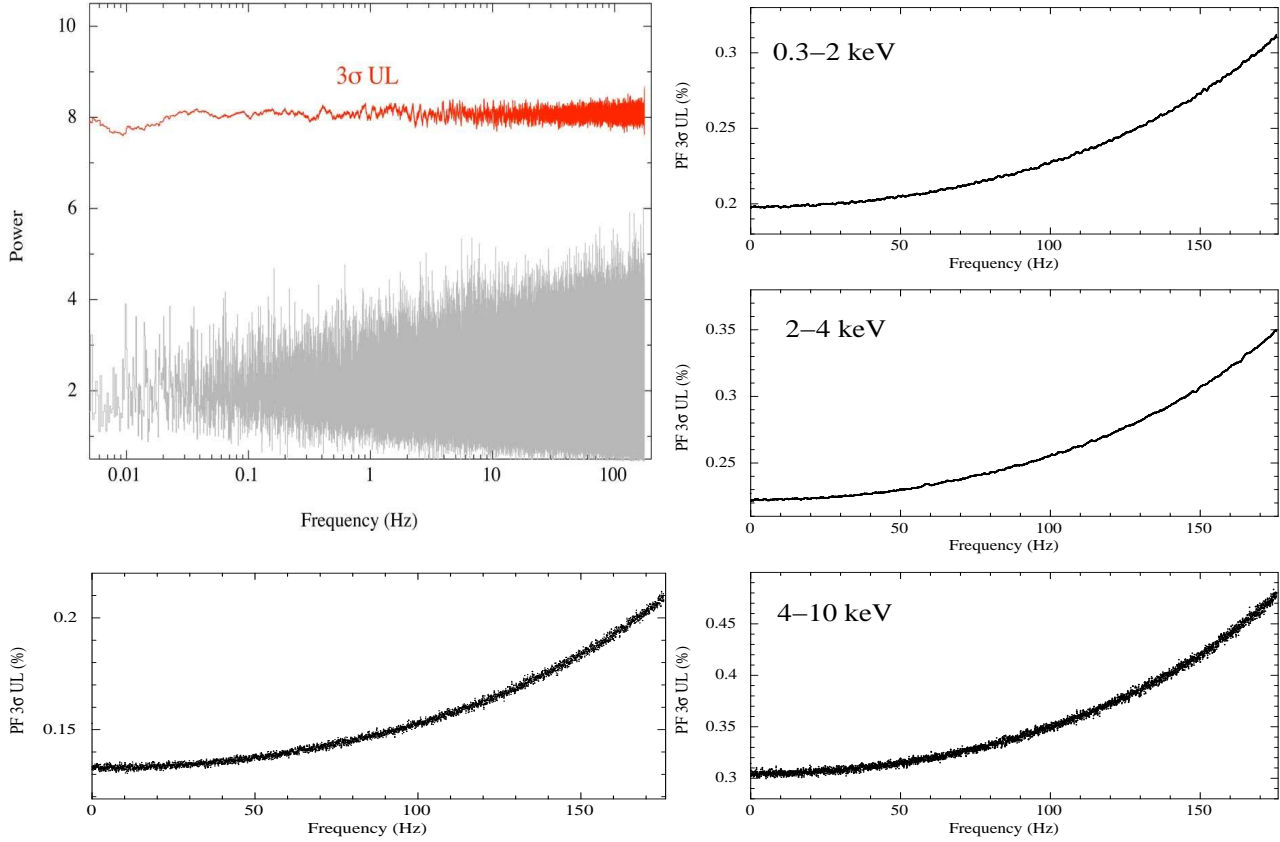 10
8
6
4
2
3σ UL
Power
0.01
0.1
1
10
100
Frequency (Hz)
0.3–2 keV
0.3
0.25
0.2
PF 3σ UL (%)
0
50
100
150
Frequency (Hz)
2–4 keV
0.35
0.3
0.25
PF 3σ UL (%)
0
50
100
150
Frequency (Hz)
0.2
0.15
PF 3σ UL (%)
0
50
100
150
Frequency (Hz)
4–10 keV
0.45
0.4
0.35
0.3
PF 3σ UL (%)
0
50
100
150
Frequency (Hz)